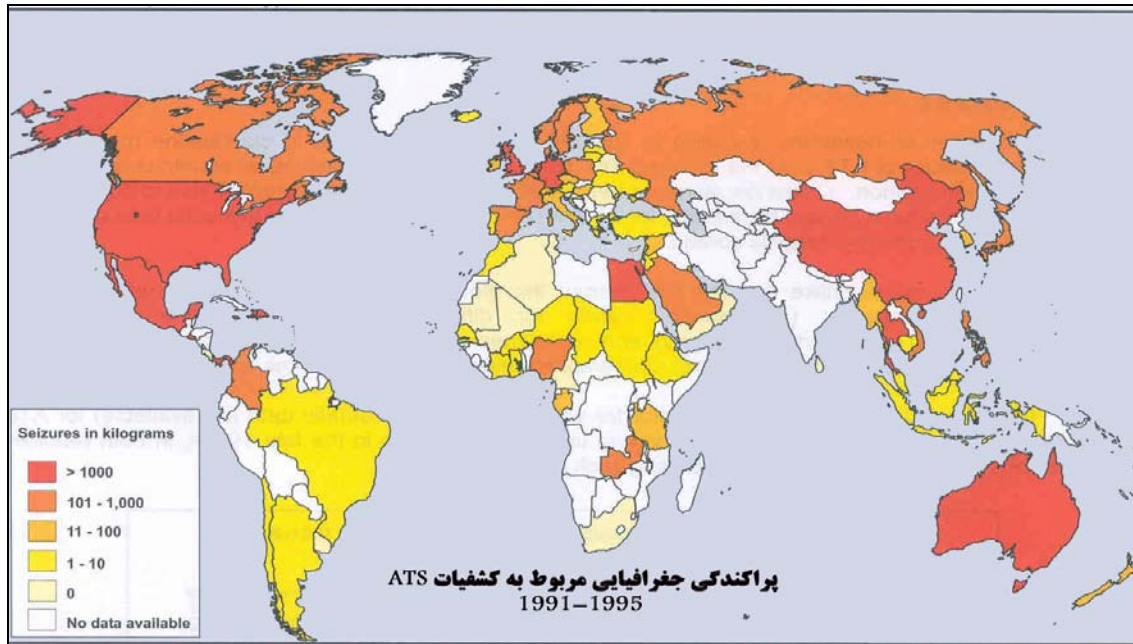 Seizures in kilograms
> 1000
101 - 1,000
11 - 100
1 - 10
0
No data available
پراکندگی جغرافیایی مربوط به کشفیات ATS
1991–1995